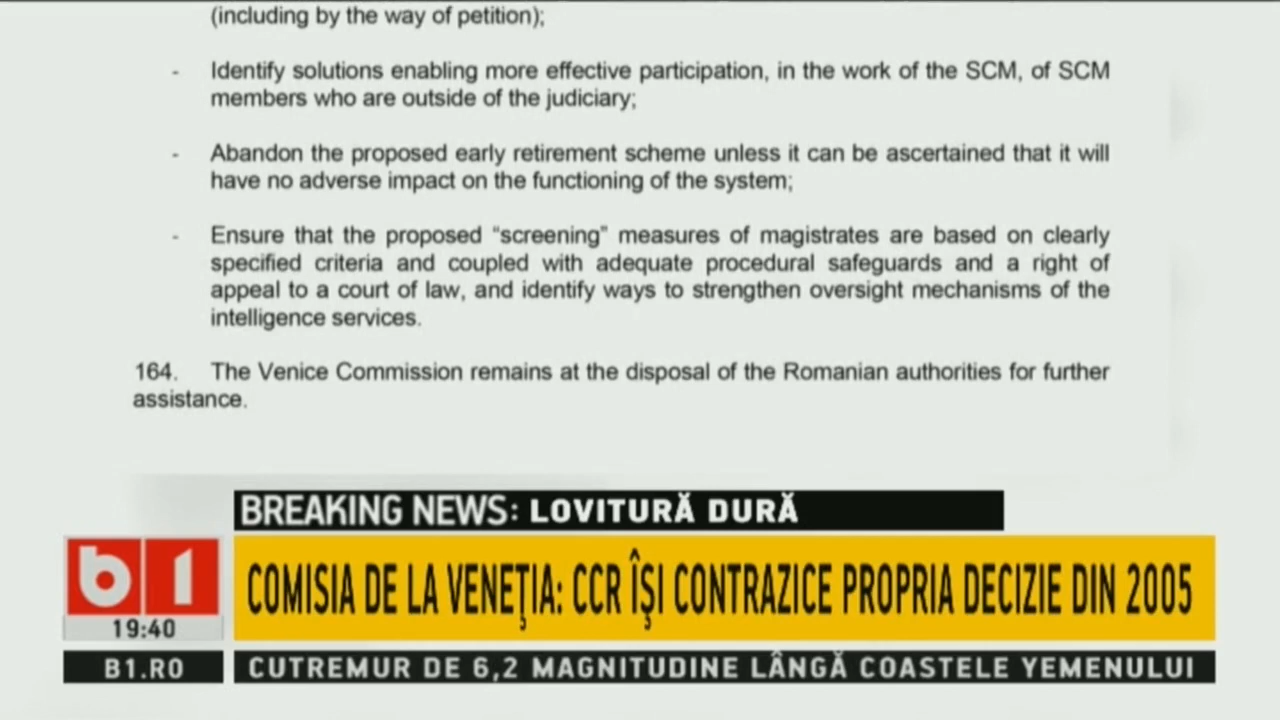 (including by the way of petition);
- Identify solutions enabling more effective participation, in the work of the SCM, of SCM
members who are outside of the judiciary;
- Abandon the proposed early retirement scheme unless it can be ascertained that it will
have no adverse impact on the functioning of the system;
- Ensure that the proposed “screening” measures of magistrates are based on clearly
specified criteria and coupled with adequate procedural safeguards and a right of
appeal to a court of law, and identify ways to strengthen oversight mechanisms of the
intelligence services.
164. The Venice Commission remains at the disposal of the Romanian authorities for further
assistance.
BREAKING NEWS: LOVITURĂ DURĂ
b1
COMISIA DE LA VENEŢIA: CCR ÎŞI CONTRAZICE PROPRIA DECIZIE DIN 2005
19:40
B1.RO
CUTREMUR DE 6,2 MAGNITUDINE LÂNGĂ COASTELE YEMENULUI